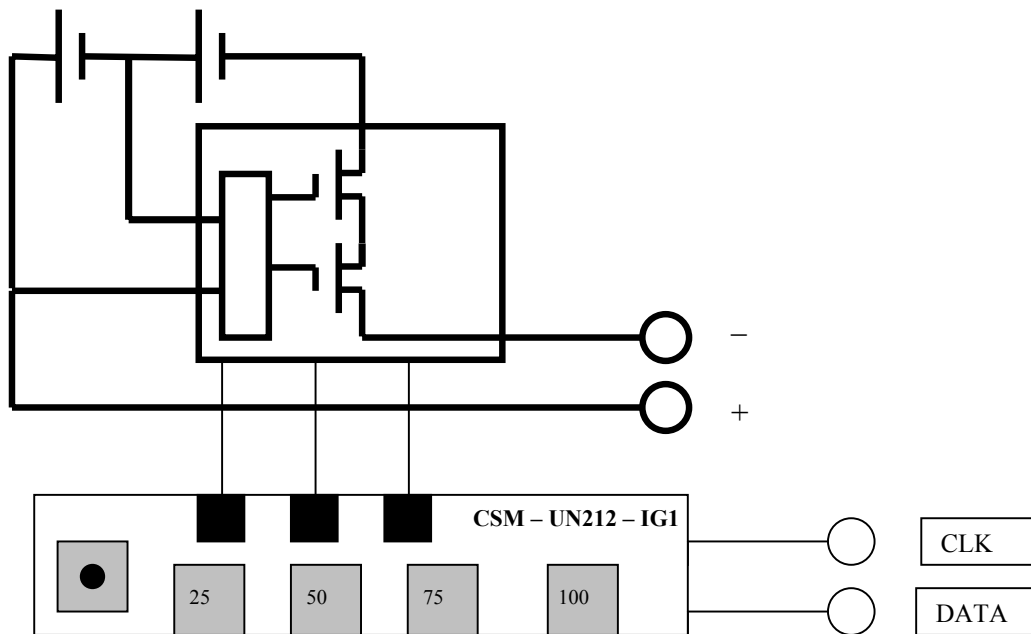 –
+
CSM – UN212 – IG1
CLK
25
50
75
100
DATA